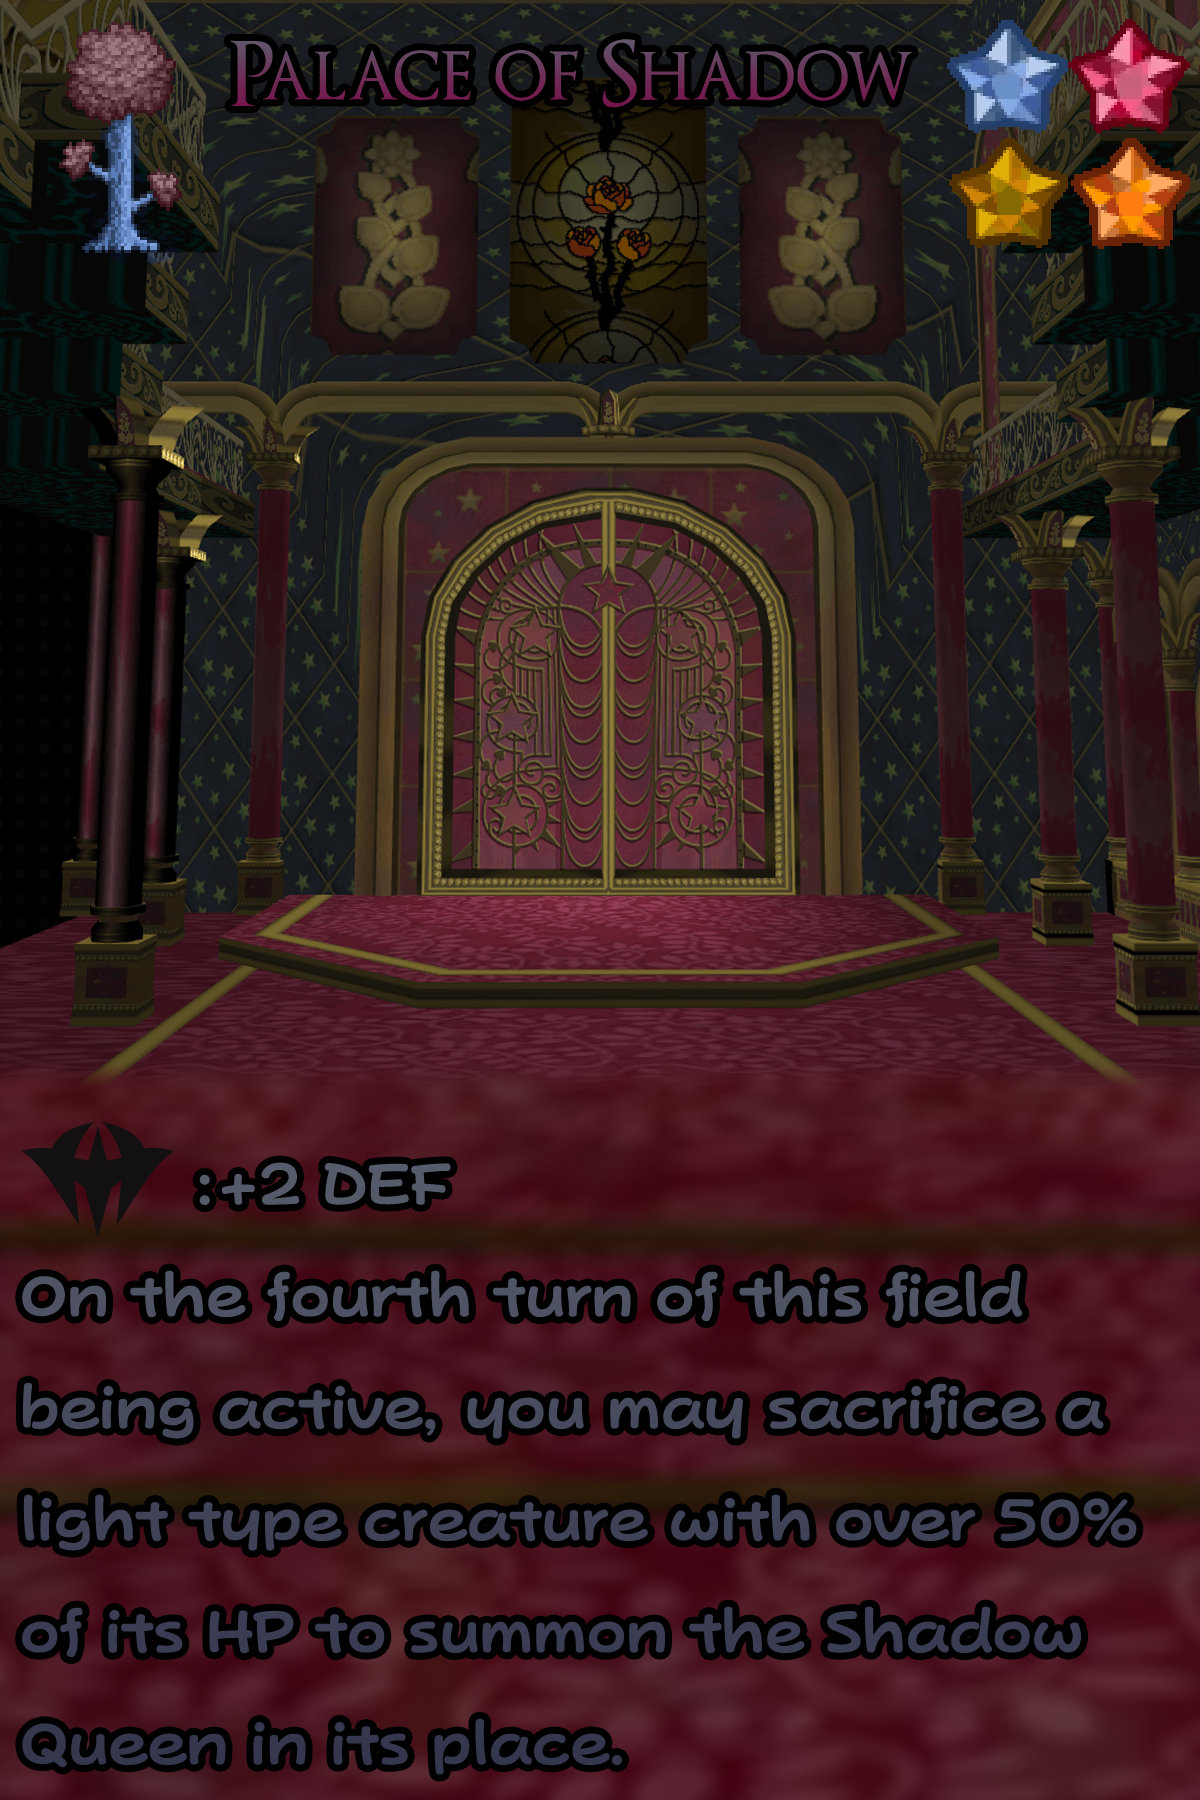 Palace of Shadow
:+2 DEF
On the fourth turn of this field
being active, you may sacrifice a
light type creature with over 50%
of its HP to summon the Shadow
Queen in its place.